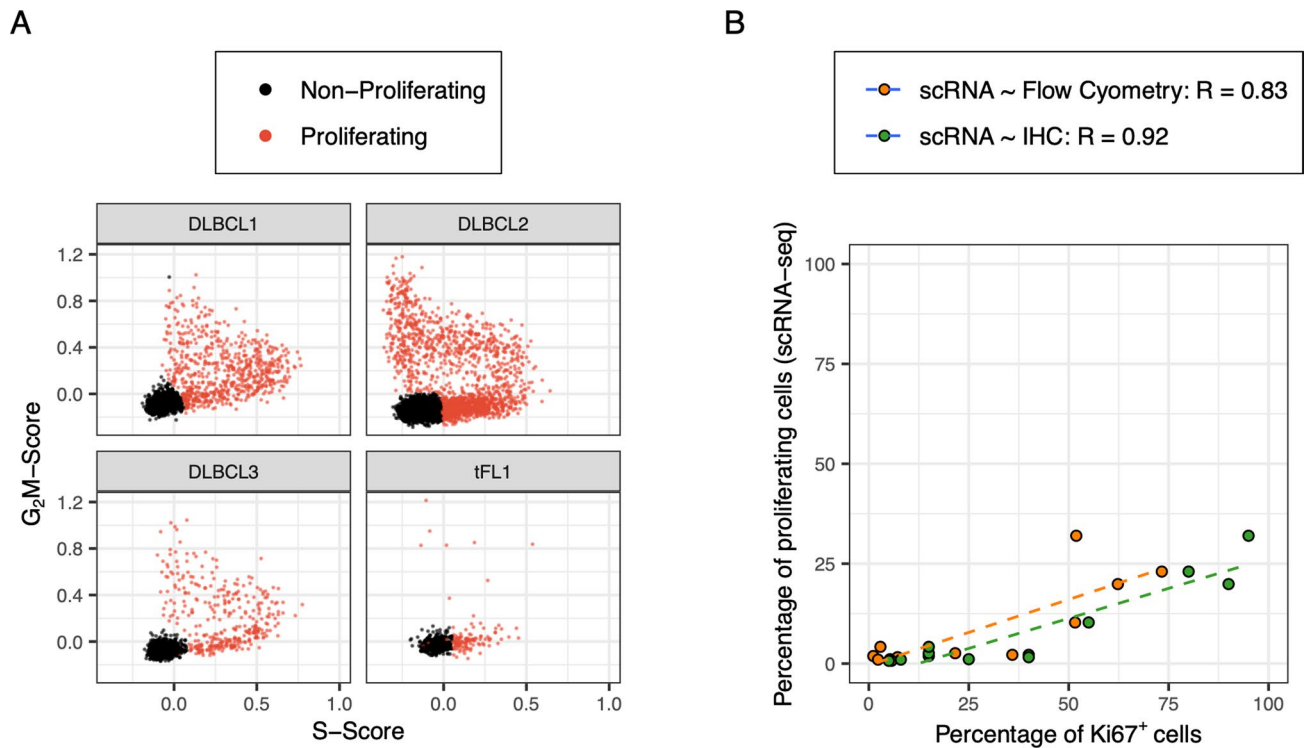 A
Non−Proliferating
Proliferating
DLBCL1
DLBCL2
1.2
0.8
0.4
0.0
DLBCL3
tFL1
1.2
0.8
0.4
0.0
0.0 0.5 1.0 0.0 0.5 1.0
G₂M−Score
S−Score
B
scRNA ~ Flow Cyometry: R = 0.83
scRNA ~ IHC: R = 0.92
Percentage of proliferating cells (scRNA−seq)
100
75
50
25
0
0 25 50 75 100
Percentage of Ki67⁺ cells